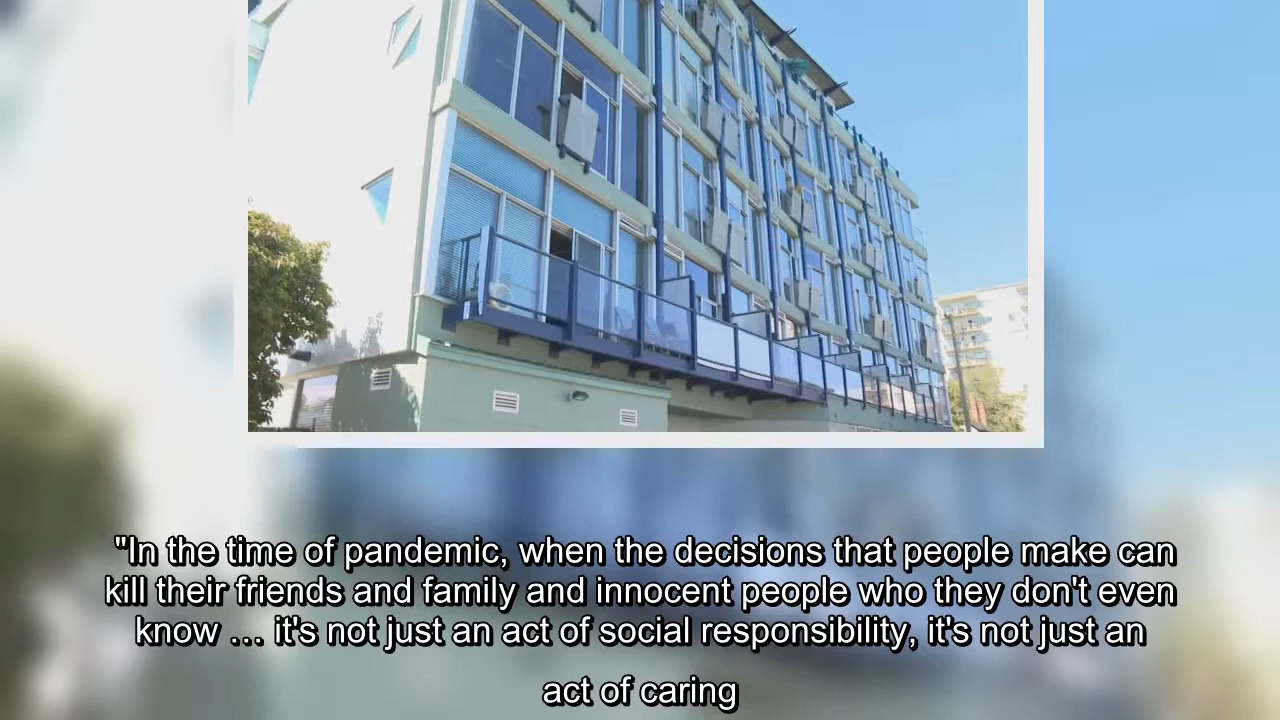 "In the time of pandemic, when the decisions that people make can
kill their friends and family and innocent people who they don't even
know ... it's not just an act of social responsibility, it's not just an
act of caring